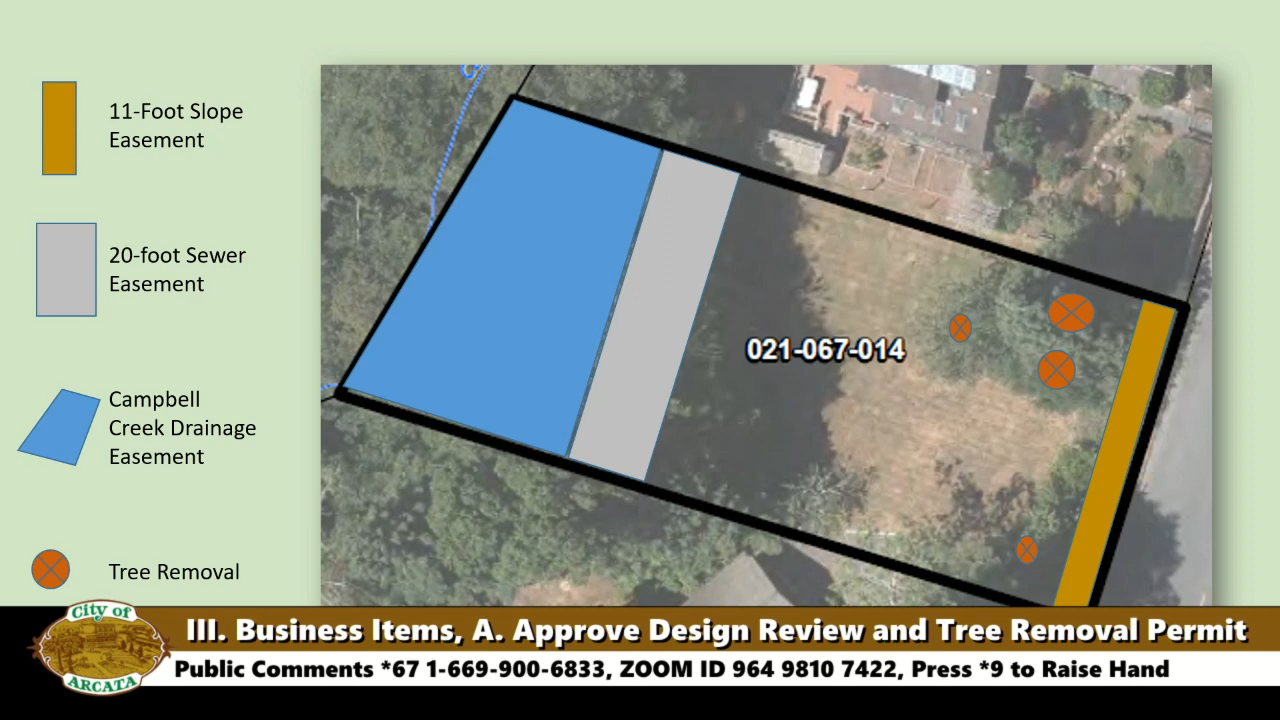 11-Foot Slope
Easement
20-foot Sewer
Easement
Campbell
Creek Drainage
Easement
Tree Removal
021-067-014
City of
ARCATA
III. Business Items, A. Approve Design Review and Tree Removal Permit
Public Comments *67 1-669-900-6833, ZOOM ID 964 9810 7422, Press *9 to Raise Hand